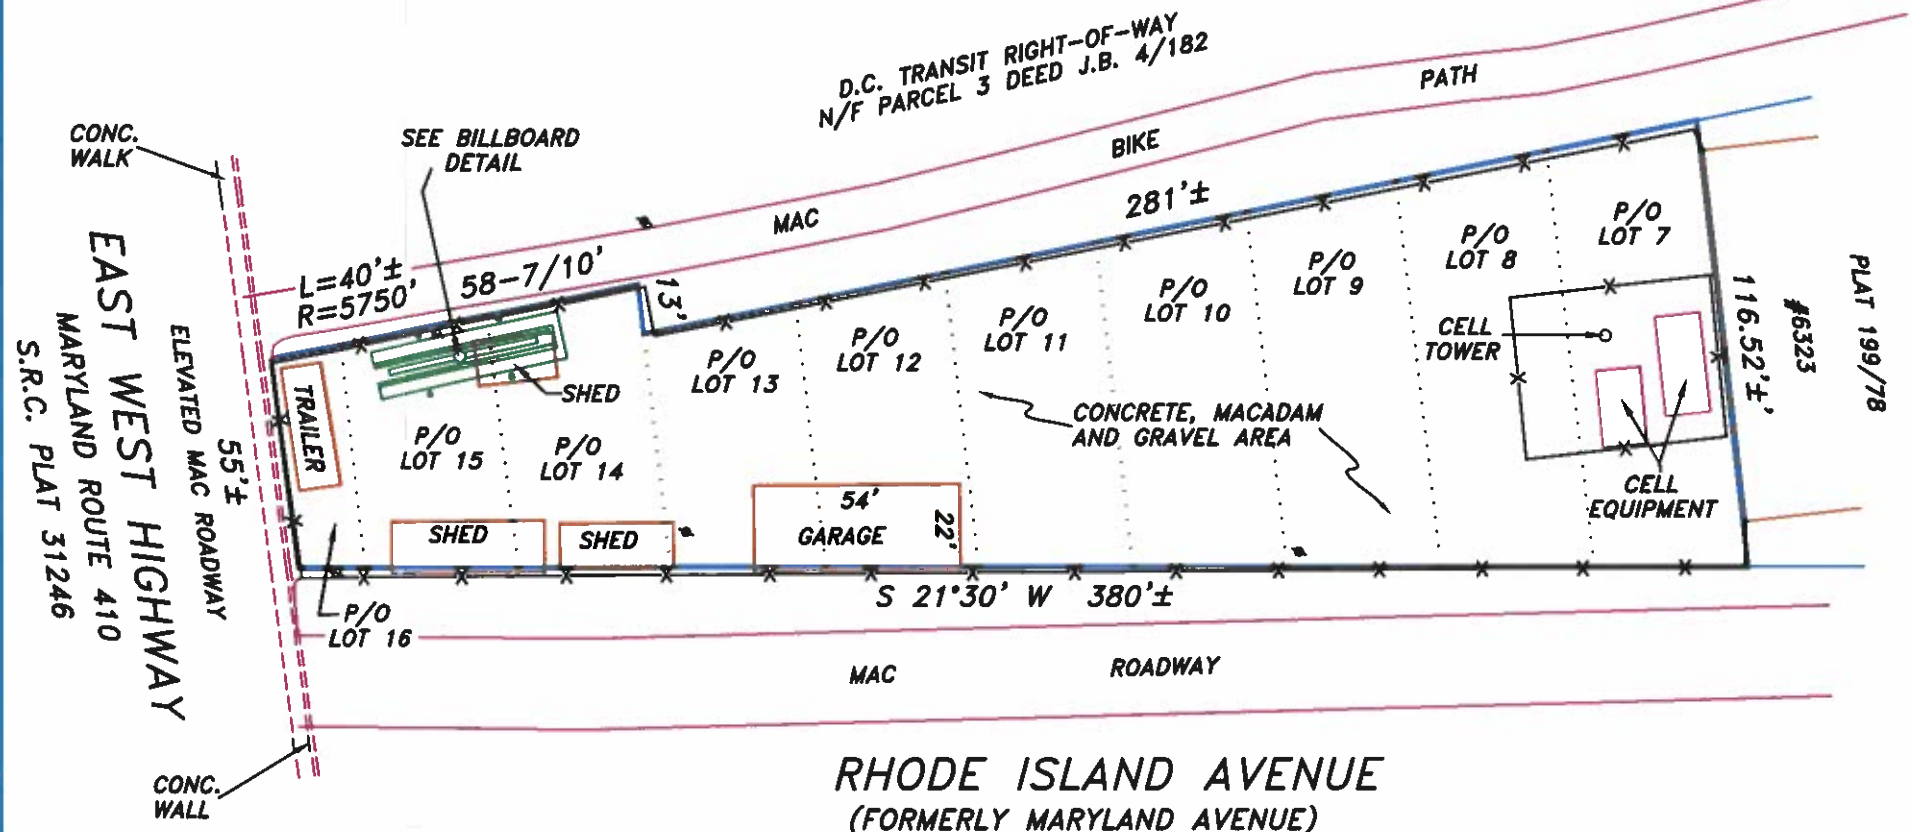 D.C. TRANSIT RIGHT-OF-WAY
N/F PARCEL 3 DEED J.B. 4/182
PATH
BIKE
MAC
CONC.
WALK
SEE BILLBOARD
DETAIL
L=40'±
R=5750'
58-7/10'
13'
281'±
P/O
LOT 7
P/O
LOT 8
P/O
LOT 9
P/O
LOT 10
P/O
LOT 11
P/O
LOT 12
P/O
LOT 13
P/O
LOT 14
P/O
LOT 15
P/O
LOT 16
CELL
TOWER
CELL
EQUIPMENT
116.52'±'
#6323
PLAT 199/78
CONCRETE, MACADAM
AND GRAVEL AREA
TRAILER
SHED
SHED
SHED
54'
GARAGE
22'
S 21°30' W 380'±
55'±
ELEVATED MAC ROADWAY
EAST WEST HIGHWAY
MARYLAND ROUTE 410
S.R.C. PLAT 31246
MAC ROADWAY
CONC.
WALL
RHODE ISLAND AVENUE
(FORMERLY MARYLAND AVENUE)